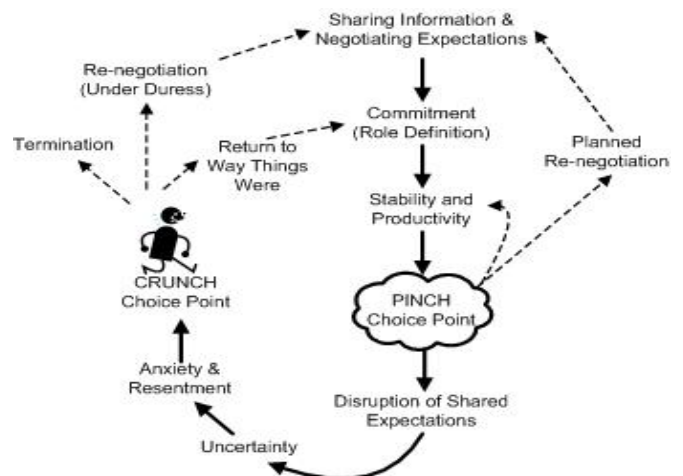 Sharing Information &
Negotiating Expectations
Re-negotiation
(Under Duress)
Commitment
(Role Definition)
Termination
Return to
Way Things
Were
Planned
Re-negotiation
Stability and
Productivity
CRUNCH
Choice Point
PINCH
Choice Point
Anxiety &
Resentment
Disruption of Shared
Expectations
Uncertainty